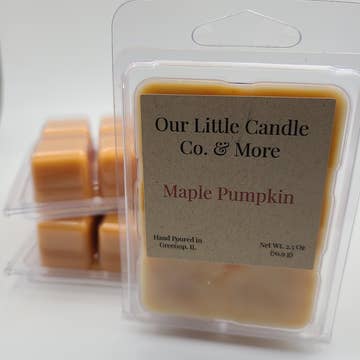 Our Little Candle
Co. & More
Maple Pumpkin
Hand Poured in
Greenup, IL
Net Wt. 2.5 Oz
(70.9 g)